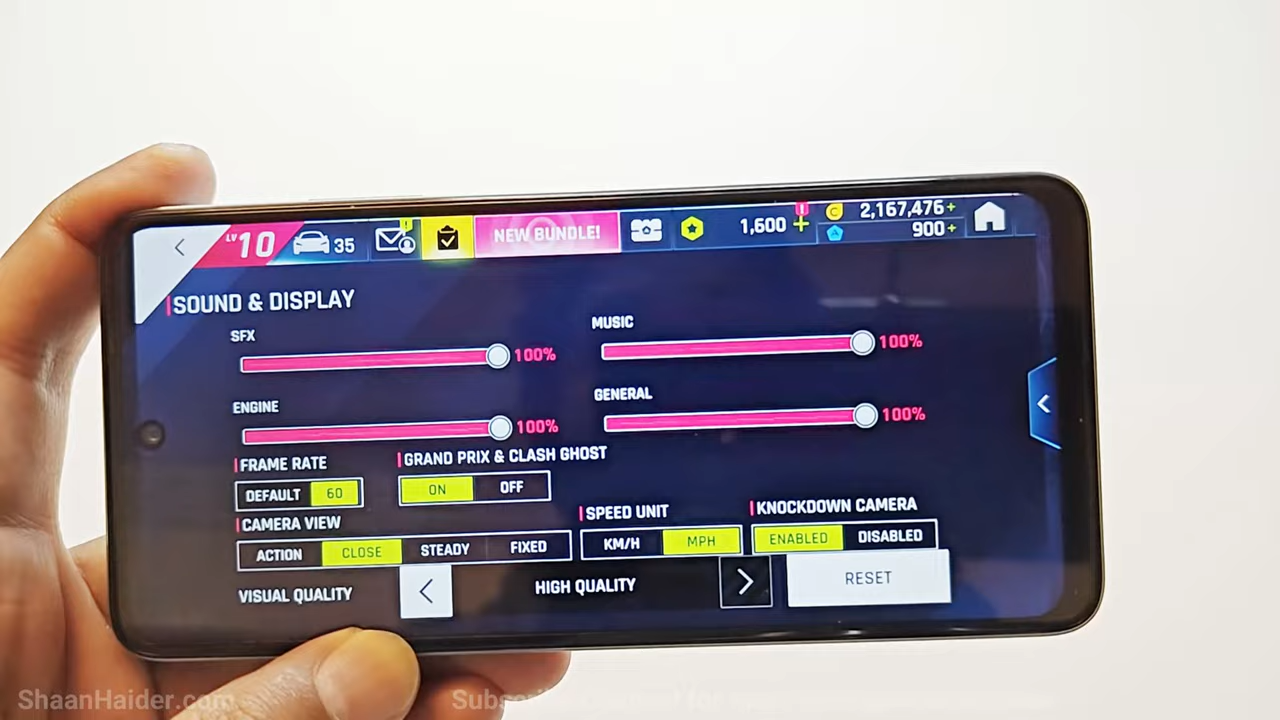 LV 10 35 NEW BUNDLE! 1,600 2,167,476
900
SOUND & DISPLAY
SFX 100%
MUSIC 100%
ENGINE 100%
GENERAL 100%
FRAME RATE
DEFAULT 60
GRAND PRIX & CLASH GHOST
ON OFF
CAMERA VIEW
ACTION CLOSE STEADY FIXED
SPEED UNIT
KM/H MPH
KNOCKDOWN CAMERA
ENABLED DISABLED
VISUAL QUALITY HIGH QUALITY RESET
ShaanHaider.com